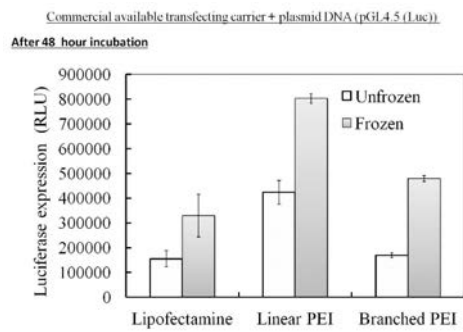 Commercial available transfecting carrier + plasmid DNA (pGL4.5 (Luc))
After 48 hour incubation
900000
800000
700000
600000
500000
400000
300000
200000
100000
0
Luciferase expression (RLU)
Unfrozen
Frozen
Lipofectamine Linear PEI Branched PEI